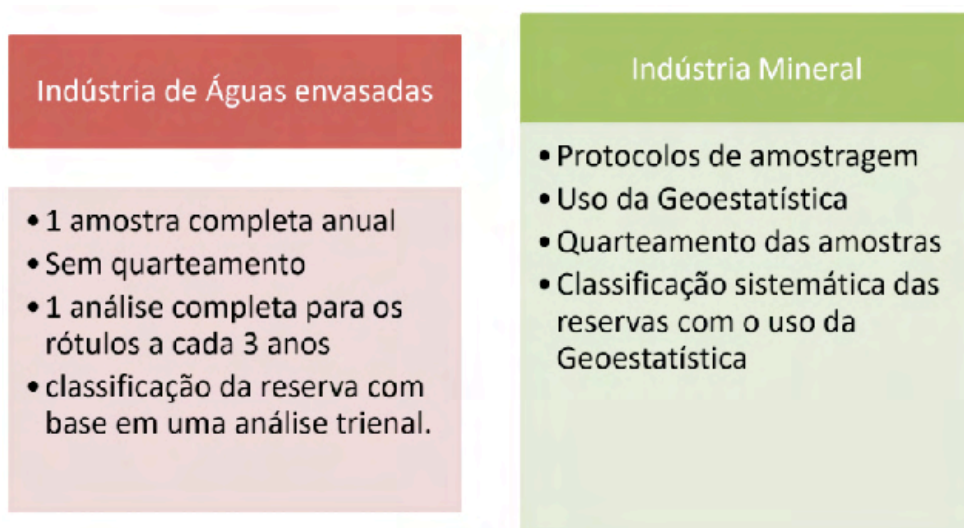 Indústria de Águas envasadas
• 1 amostra completa anual
• Sem quarteamento
• 1 análise completa para os
rótulos a cada 3 anos
• classificação da reserva com
base em uma análise trienal.
Indústria Mineral
• Protocolos de amostragem
• Uso da Geoestatística
• Quarteamento das amostras
• Classificação sistemática das
reservas com o uso da
Geoestatística